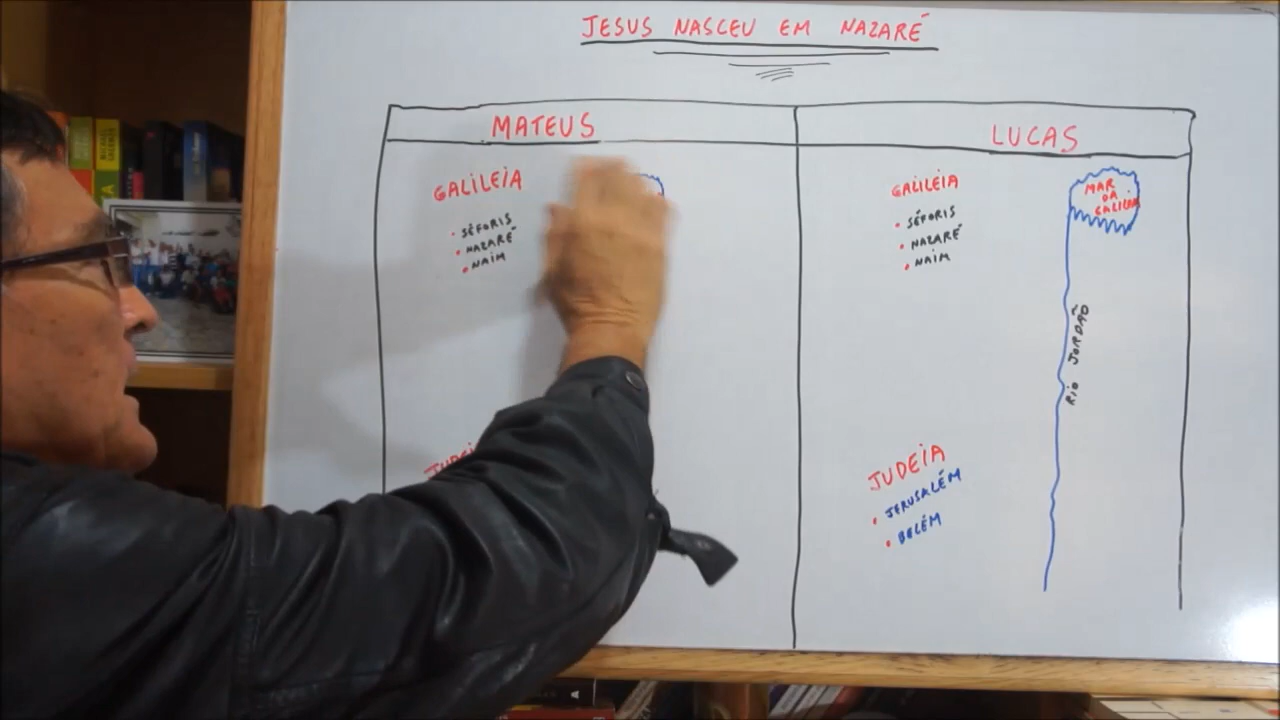 JESUS NASCEU EM NAZARÉ
MATEUS
GALILEIA
SÉFORIS
NAZARÉ
NAIM
LUCAS
GALILEIA
SÉFORIS
NAZARÉ
NAIM
MAR
DA
GALILEIA
RIO JORDÃO
JUDEIA
JERUSALÉM
BELÉM